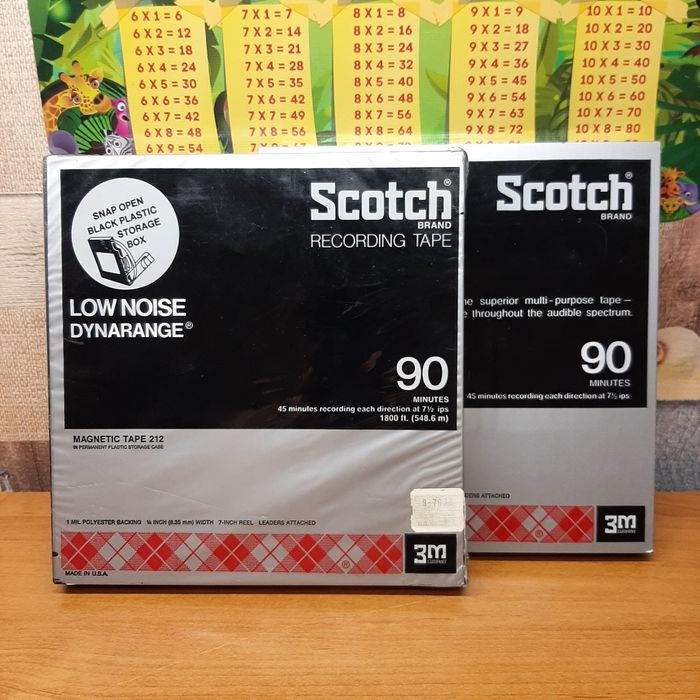 6 X 1 = 6
6 X 2 = 12
6 X 3 = 18
6 X 4 = 24
6 X 5 = 30
6 X 6 = 36
6 X 7 = 42
6 X 8 = 48
6 X 9 = 54
7 X 1 = 7
7 X 2 = 14
7 X 3 = 21
7 X 4 = 28
7 X 5 = 35
7 X 6 = 42
7 X 7 = 49
7 X 8 = 56
8 X 1 = 8
8 X 2 = 16
8 X 3 = 24
8 X 4 = 32
8 X 5 = 40
8 X 6 = 48
8 X 7 = 56
8 X 8 = 64
9 X 1 = 9
9 X 2 = 18
9 X 3 = 27
9 X 4 = 36
9 X 5 = 45
9 X 6 = 54
9 X 7 = 63
9 X 8 = 72
10 X 1 = 10
10 X 2 = 20
10 X 3 = 30
10 X 4 = 40
10 X 5 = 50
10 X 6 = 60
10 X 7 = 70
10 X 8 = 80
SNAP OPEN
BLACK PLASTIC
STORAGE
BOX
Scotch®
BRAND
RECORDING TAPE
LOW NOISE
DYNARANGE®
90
MINUTES
45 minutes recording each direction at 7½ ips
1800 ft. (548.6 m)
MAGNETIC TAPE 212
IN PERMANENT PLASTIC STORAGE CASE
1 MIL POLYESTER BACKING ¼ INCH (6.35 mm) WIDTH 7-INCH REEL LEADERS ATTACHED
®
3M
COMPANY
MADE IN U.S.A.
Scotch®
BRAND
superior multi-purpose tape—
throughout the audible spectrum.
90
MINUTES
45 minutes recording each direction at 7½ ips
ATTACHED
®
3M
COMPANY